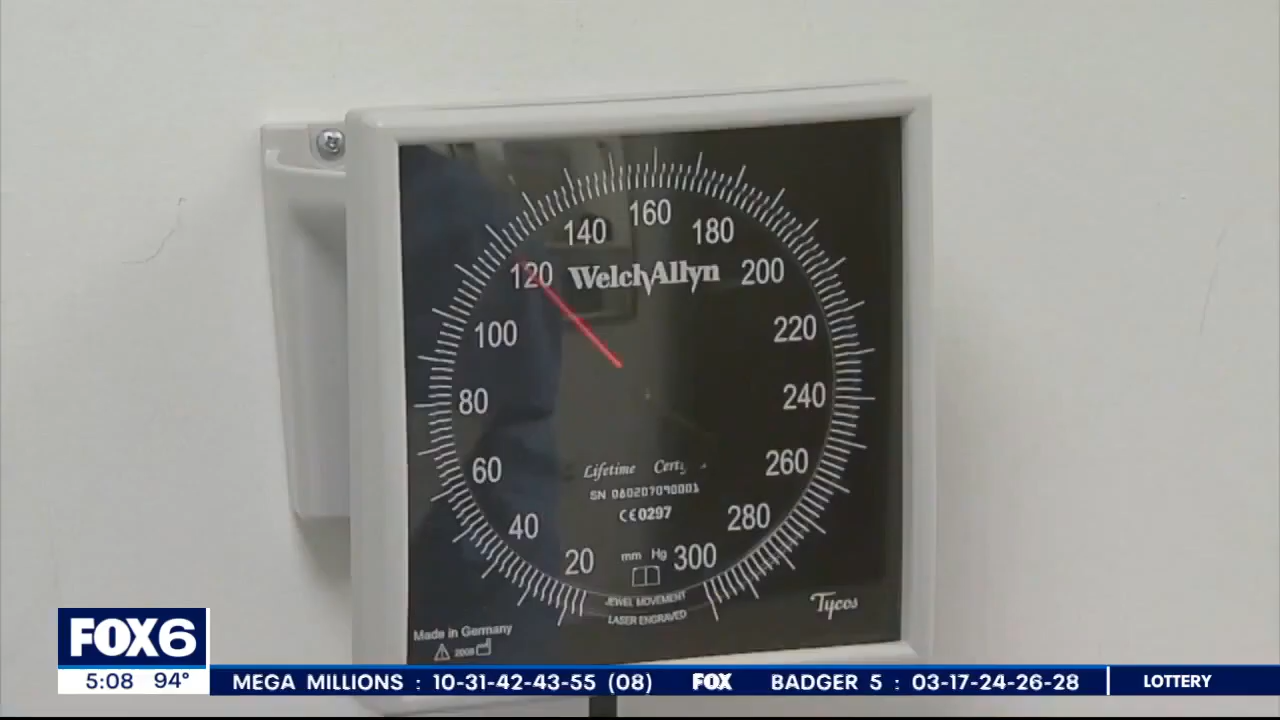 160
140 180
120 WelchAllyn 200
100 220
80 240
60 260
Lifetime
SN 060207090001
CE0297
40 280
20 mm Hg 300
JEWEL MOVEMENT
LASER ENGRAVED
Tycos
Made in Germany
2008
FOX6
5:08 94°
MEGA MILLIONS : 10-31-42-43-55 (08) FOX BADGER 5 : 03-17-24-26-28 LOTTERY